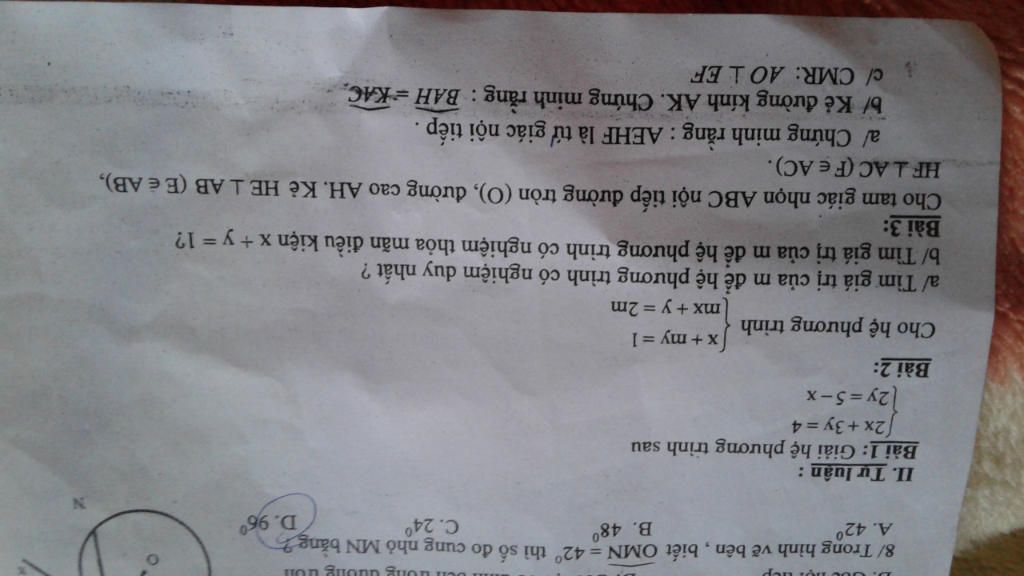 D. Góc nội tiếp
8/ Trong hình vẽ bên , biết OMN = 42⁰ thì số đo cung nhỏ MN bằng ?
A. 42⁰ B. 48⁰ C. 24⁰ D. 96⁰
O
N
x
II. Tự luận :
Bài 1: Giải hệ phương trình sau
{2x + 3y = 4
2y = 5 – x
Bài 2:
Cho hệ phương trình {x + my = 1
mx + y = 2m
a/ Tìm giá trị của m để hệ phương trình có nghiệm duy nhất ?
b/ Tìm giá trị của m để hệ phương trình có nghiệm thỏa mãn điều kiện x + y = 1?
Bài 3:
Cho tam giác nhọn ABC nội tiếp đường tròn (O), đường cao AH. Kẻ HE ⊥ AB (E ∈ AB),
HF ⊥ AC (F ∈ AC).
a/ Chứng minh rằng : AEHF là tứ giác nội tiếp .
b/ Kẻ đường kính AK. Chứng minh rằng : BAH = KAC.
c/ CMR: AO ⊥ EF